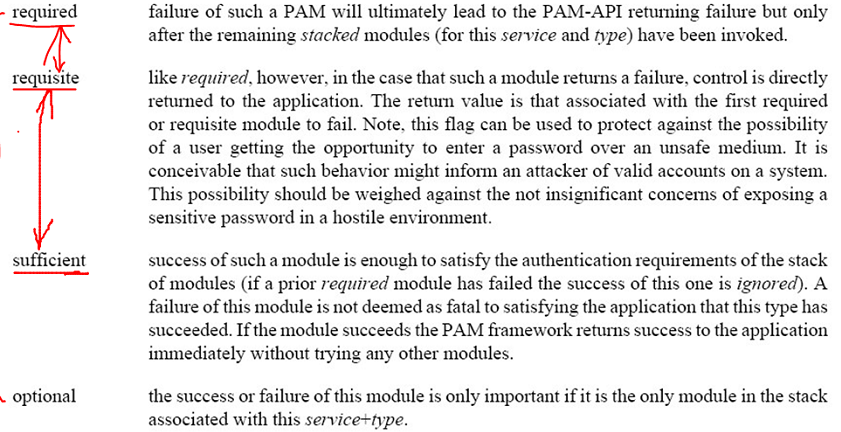 required failure of such a PAM will ultimately lead to the PAM-API returning failure but only
after the remaining stacked modules (for this service and type) have been invoked.
requisite like required, however, in the case that such a module returns a failure, control is directly
returned to the application. The return value is that associated with the first required
or requisite module to fail. Note, this flag can be used to protect against the possibility
of a user getting the opportunity to enter a password over an unsafe medium. It is
conceivable that such behavior might inform an attacker of valid accounts on a system.
This possibility should be weighed against the not insignificant concerns of exposing a
sensitive password in a hostile environment.
sufficient success of such a module is enough to satisfy the authentication requirements of the stack
of modules (if a prior required module has failed the success of this one is ignored). A
failure of this module is not deemed as fatal to satisfying the application that this type has
succeeded. If the module succeeds the PAM framework returns success to the application
immediately without trying any other modules.
optional the success or failure of this module is only important if it is the only module in the stack
associated with this service+type.